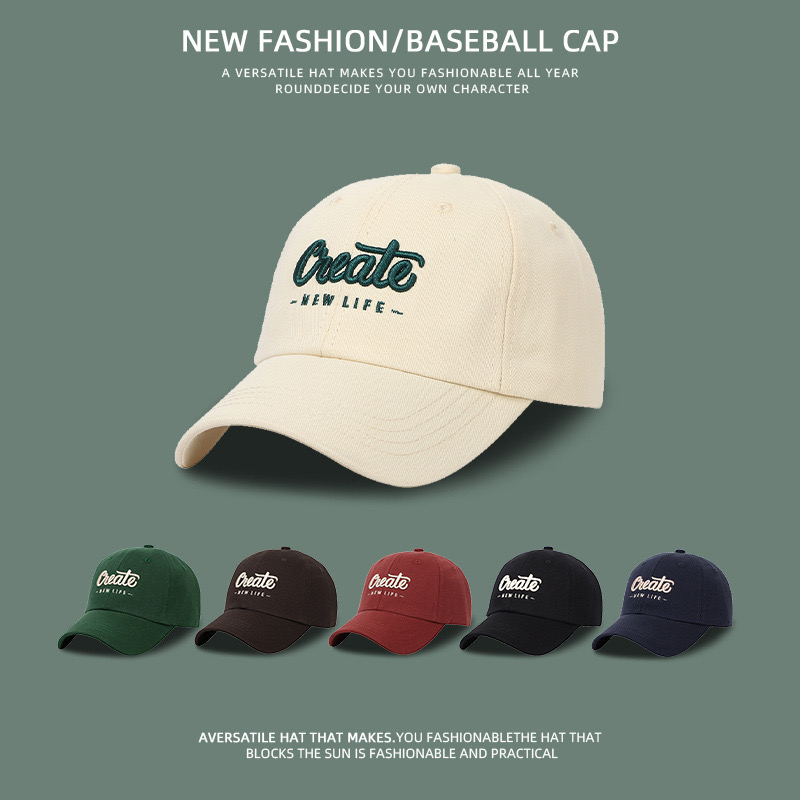 NEW FASHION/BASEBALL CAP
A VERSATILE HAT MAKES YOU FASHIONABLE ALL YEAR
ROUNDDECIDE YOUR OWN CHARACTER
Create
- NEW LIFE -
Create
- NEW LIFE -
Create
- NEW LIFE -
Create
- NEW LIFE -
Create
- NEW LIFE -
Create
- NEW LIFE -
AVERSATILE HAT THAT MAKES.YOU FASHIONABLETHE HAT THAT
BLOCKS THE SUN IS FASHIONABLE AND PRACTICAL